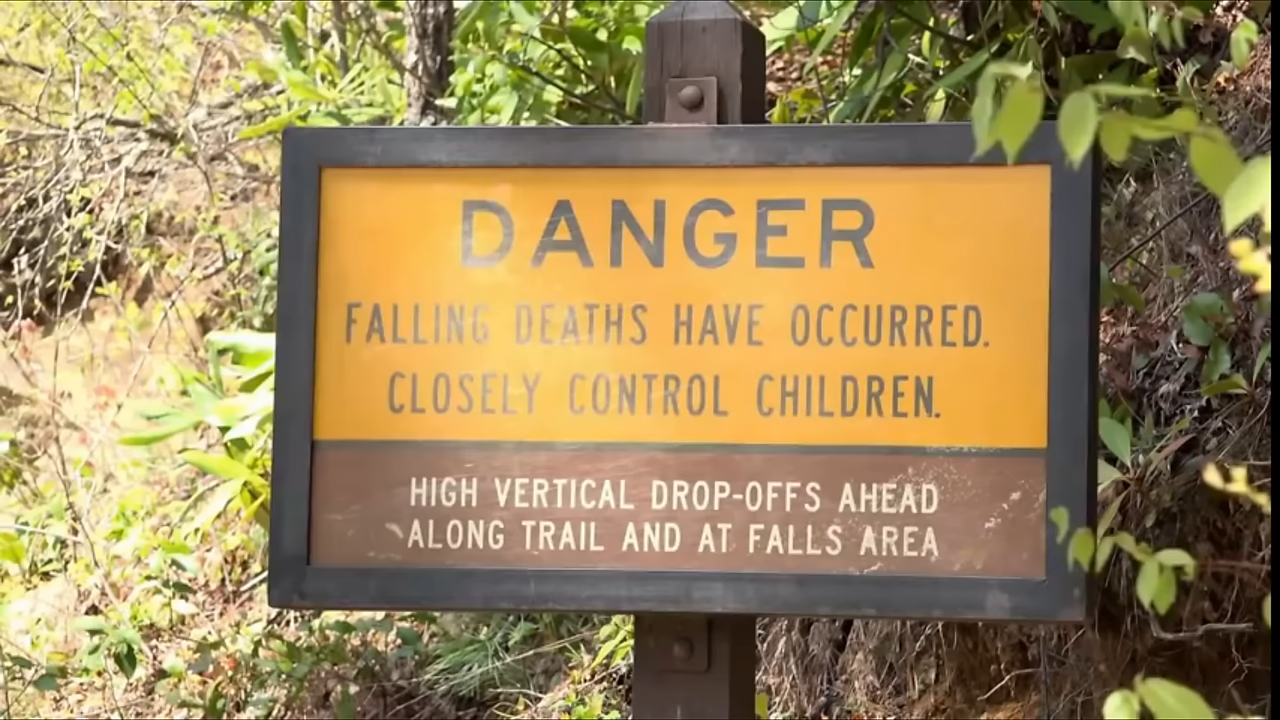 DANGER
FALLING DEATHS HAVE OCCURRED.
CLOSELY CONTROL CHILDREN.
HIGH VERTICAL DROP-OFFS AHEAD
ALONG TRAIL AND AT FALLS AREA